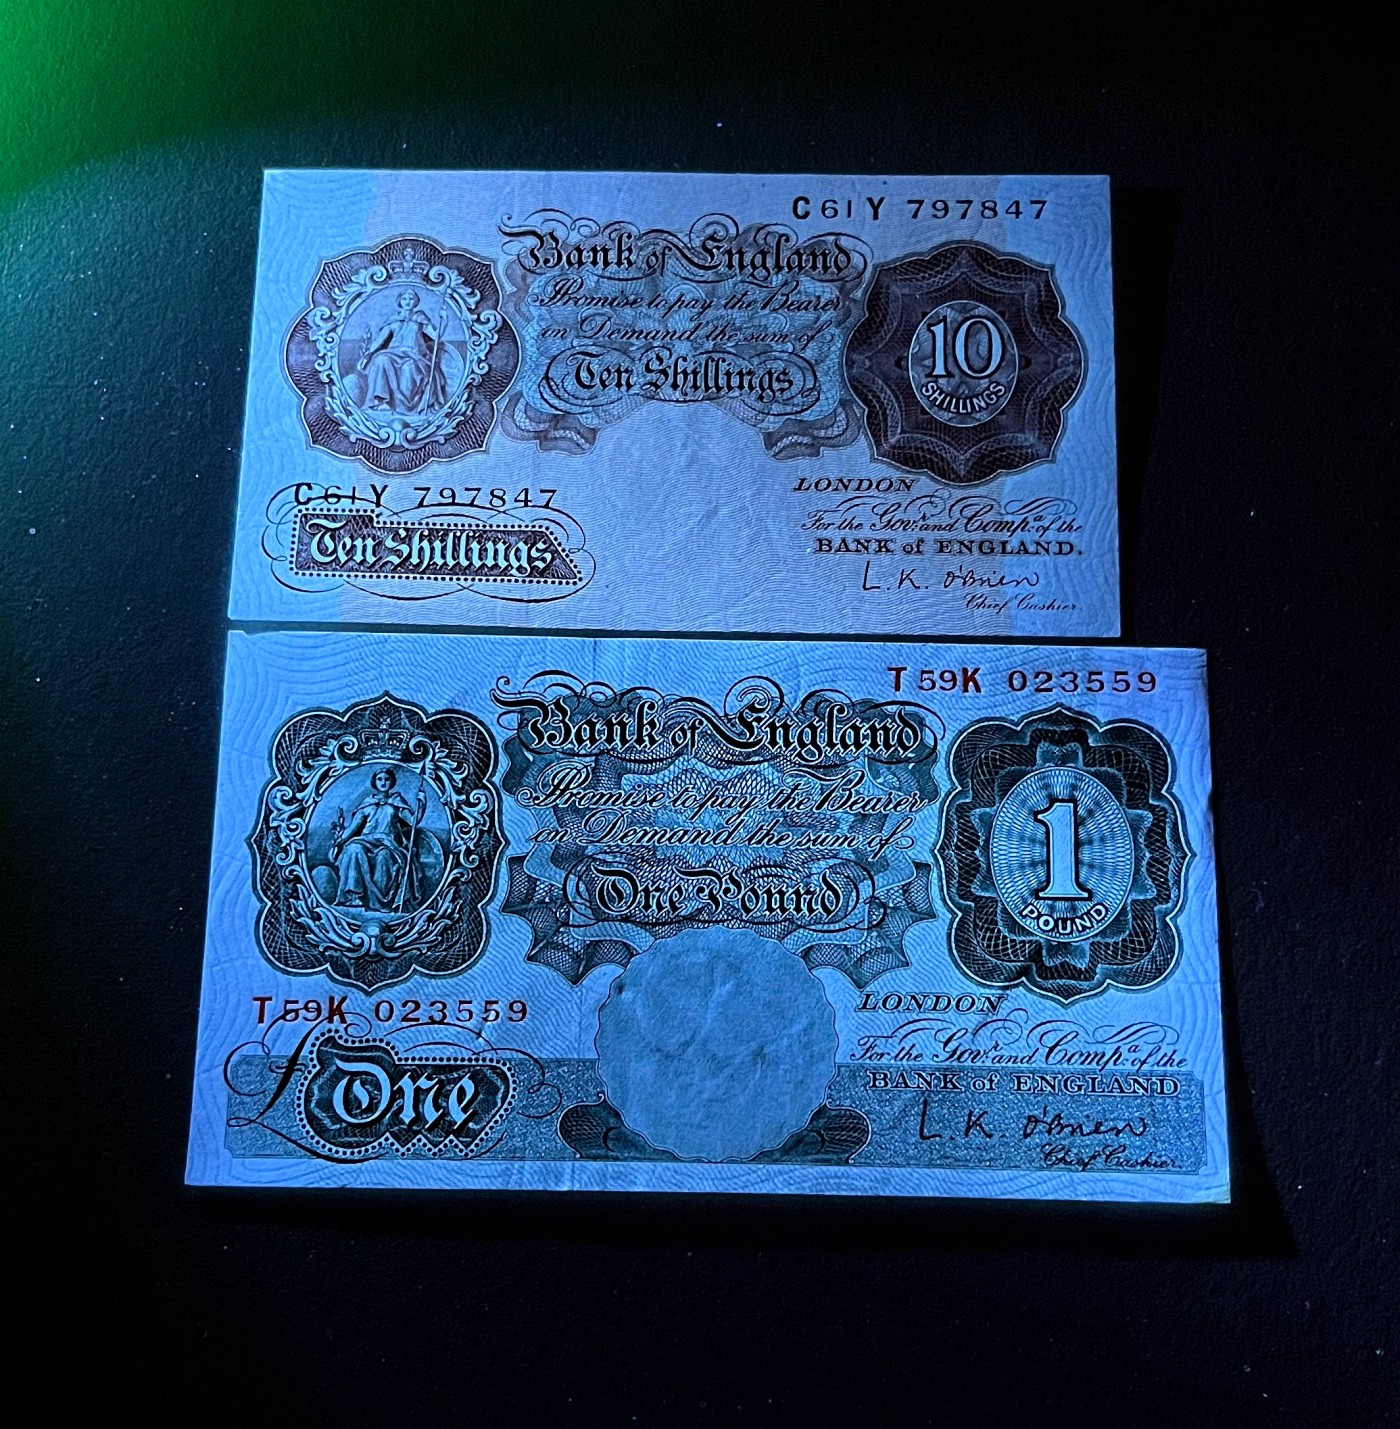 C61Y 797847
Bank of England
Promise to pay the Bearer
on Demand the sum of
Ten Shillings
10
SHILLINGS
C61Y 797847
Ten Shillings
LONDON
For the Govr. and Compa. of the
BANK of ENGLAND.
L.K. O'Brien
Chief Cashier.
T59K 023559
Bank of England
Promise to pay the Bearer
on Demand the sum of
One Pound
1
POUND
T59K 023559
£ One
LONDON
For the Govr. and Compa. of the
BANK of ENGLAND
L.K. O'Brien
Chief Cashier.